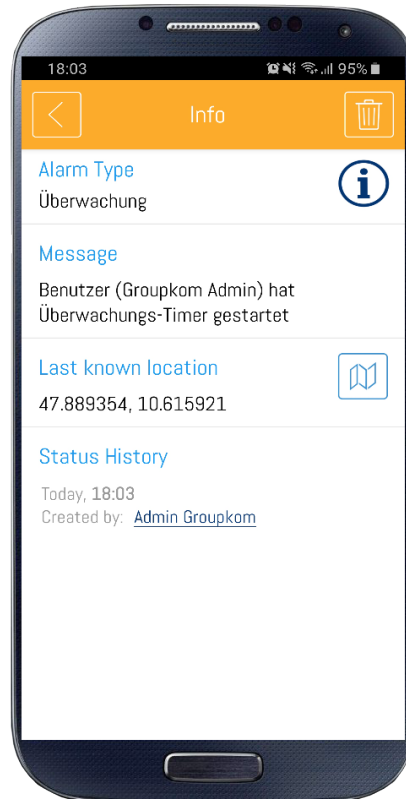 18:03 95%
Info
Alarm Type
Überwachung
Message
Benutzer (Groupkom Admin) hat
Überwachungs-Timer gestartet
Last known location
47.889354, 10.615921
Status History
Today, 18:03
Created by: Admin Groupkom